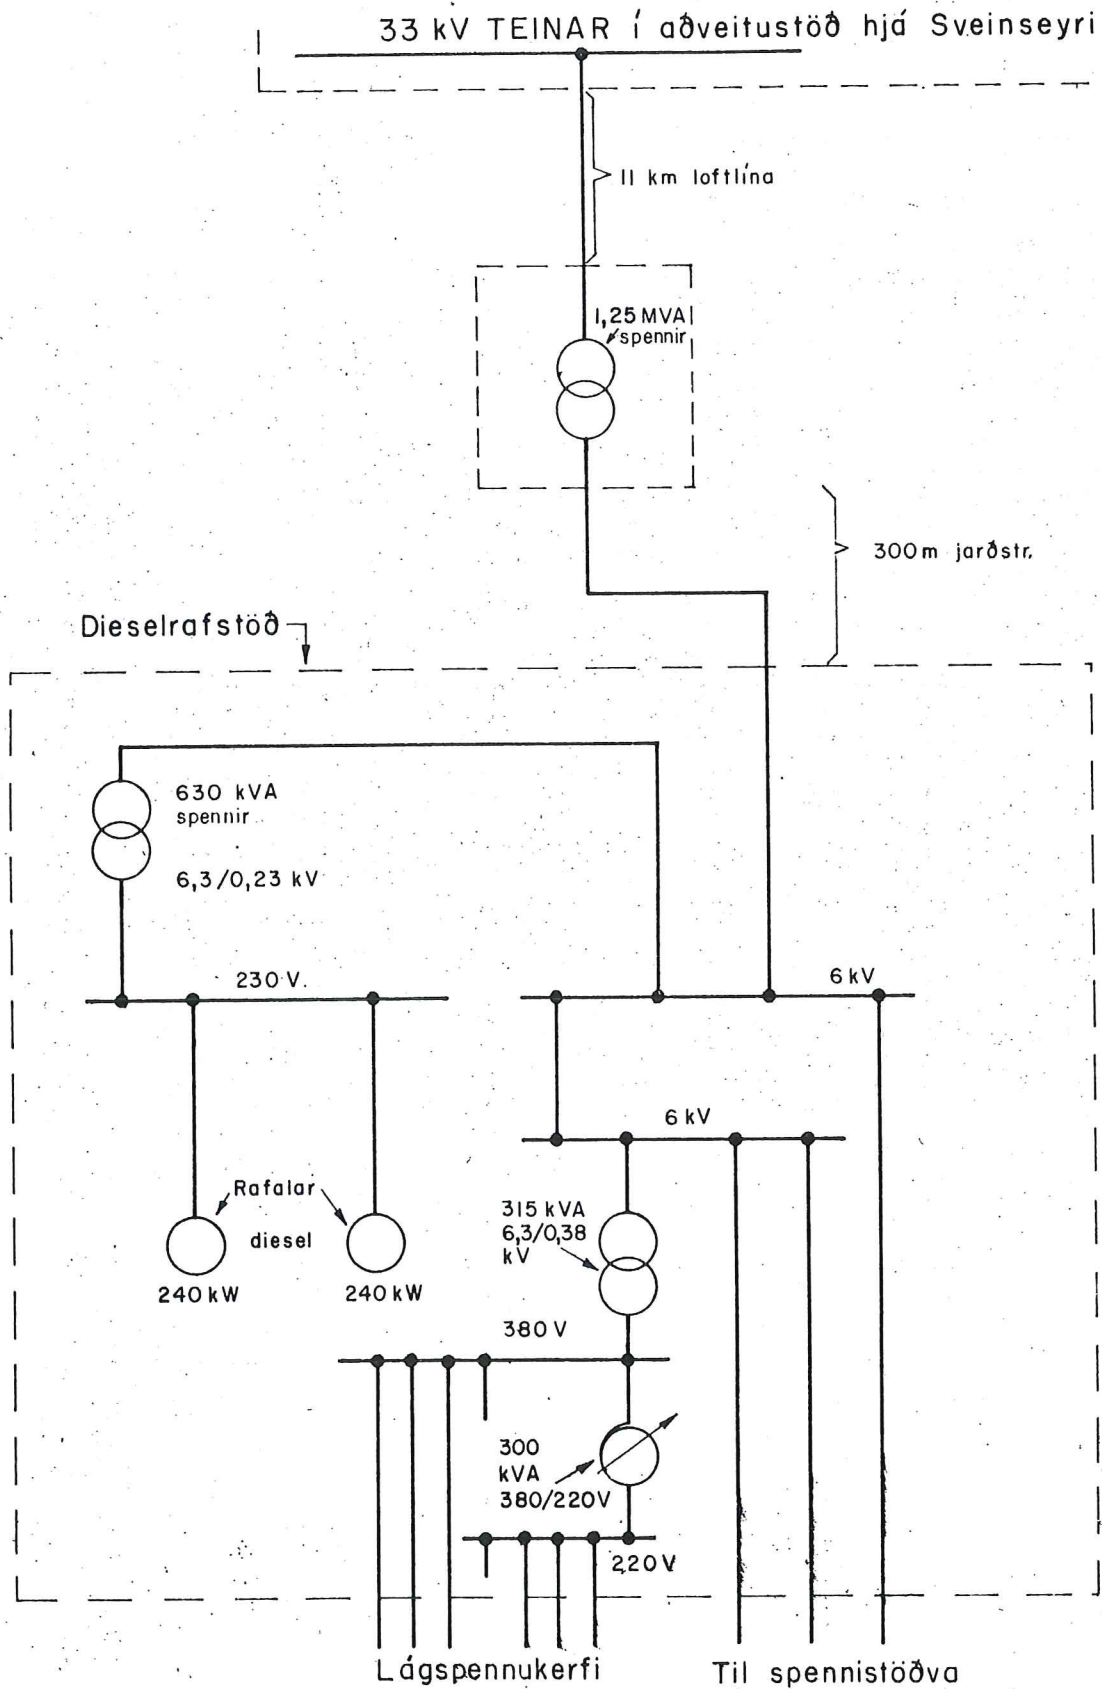 33 kV TEINAR í aðveitustöð hjá Sveinseyri
11 km loftlína
1,25 MVA
spennir
300 m jarðstr.
Dieselrafstöð
630 kVA
spennir
6,3/0,23 kV
230 V.
6 kV
6 kV
Rafalar
diesel
240 kW
240 kW
315 kVA
6,3/0,38
kV
380 V
300
kVA
380/220V
220 V
Lágspennukerfi
Til spennistöðva